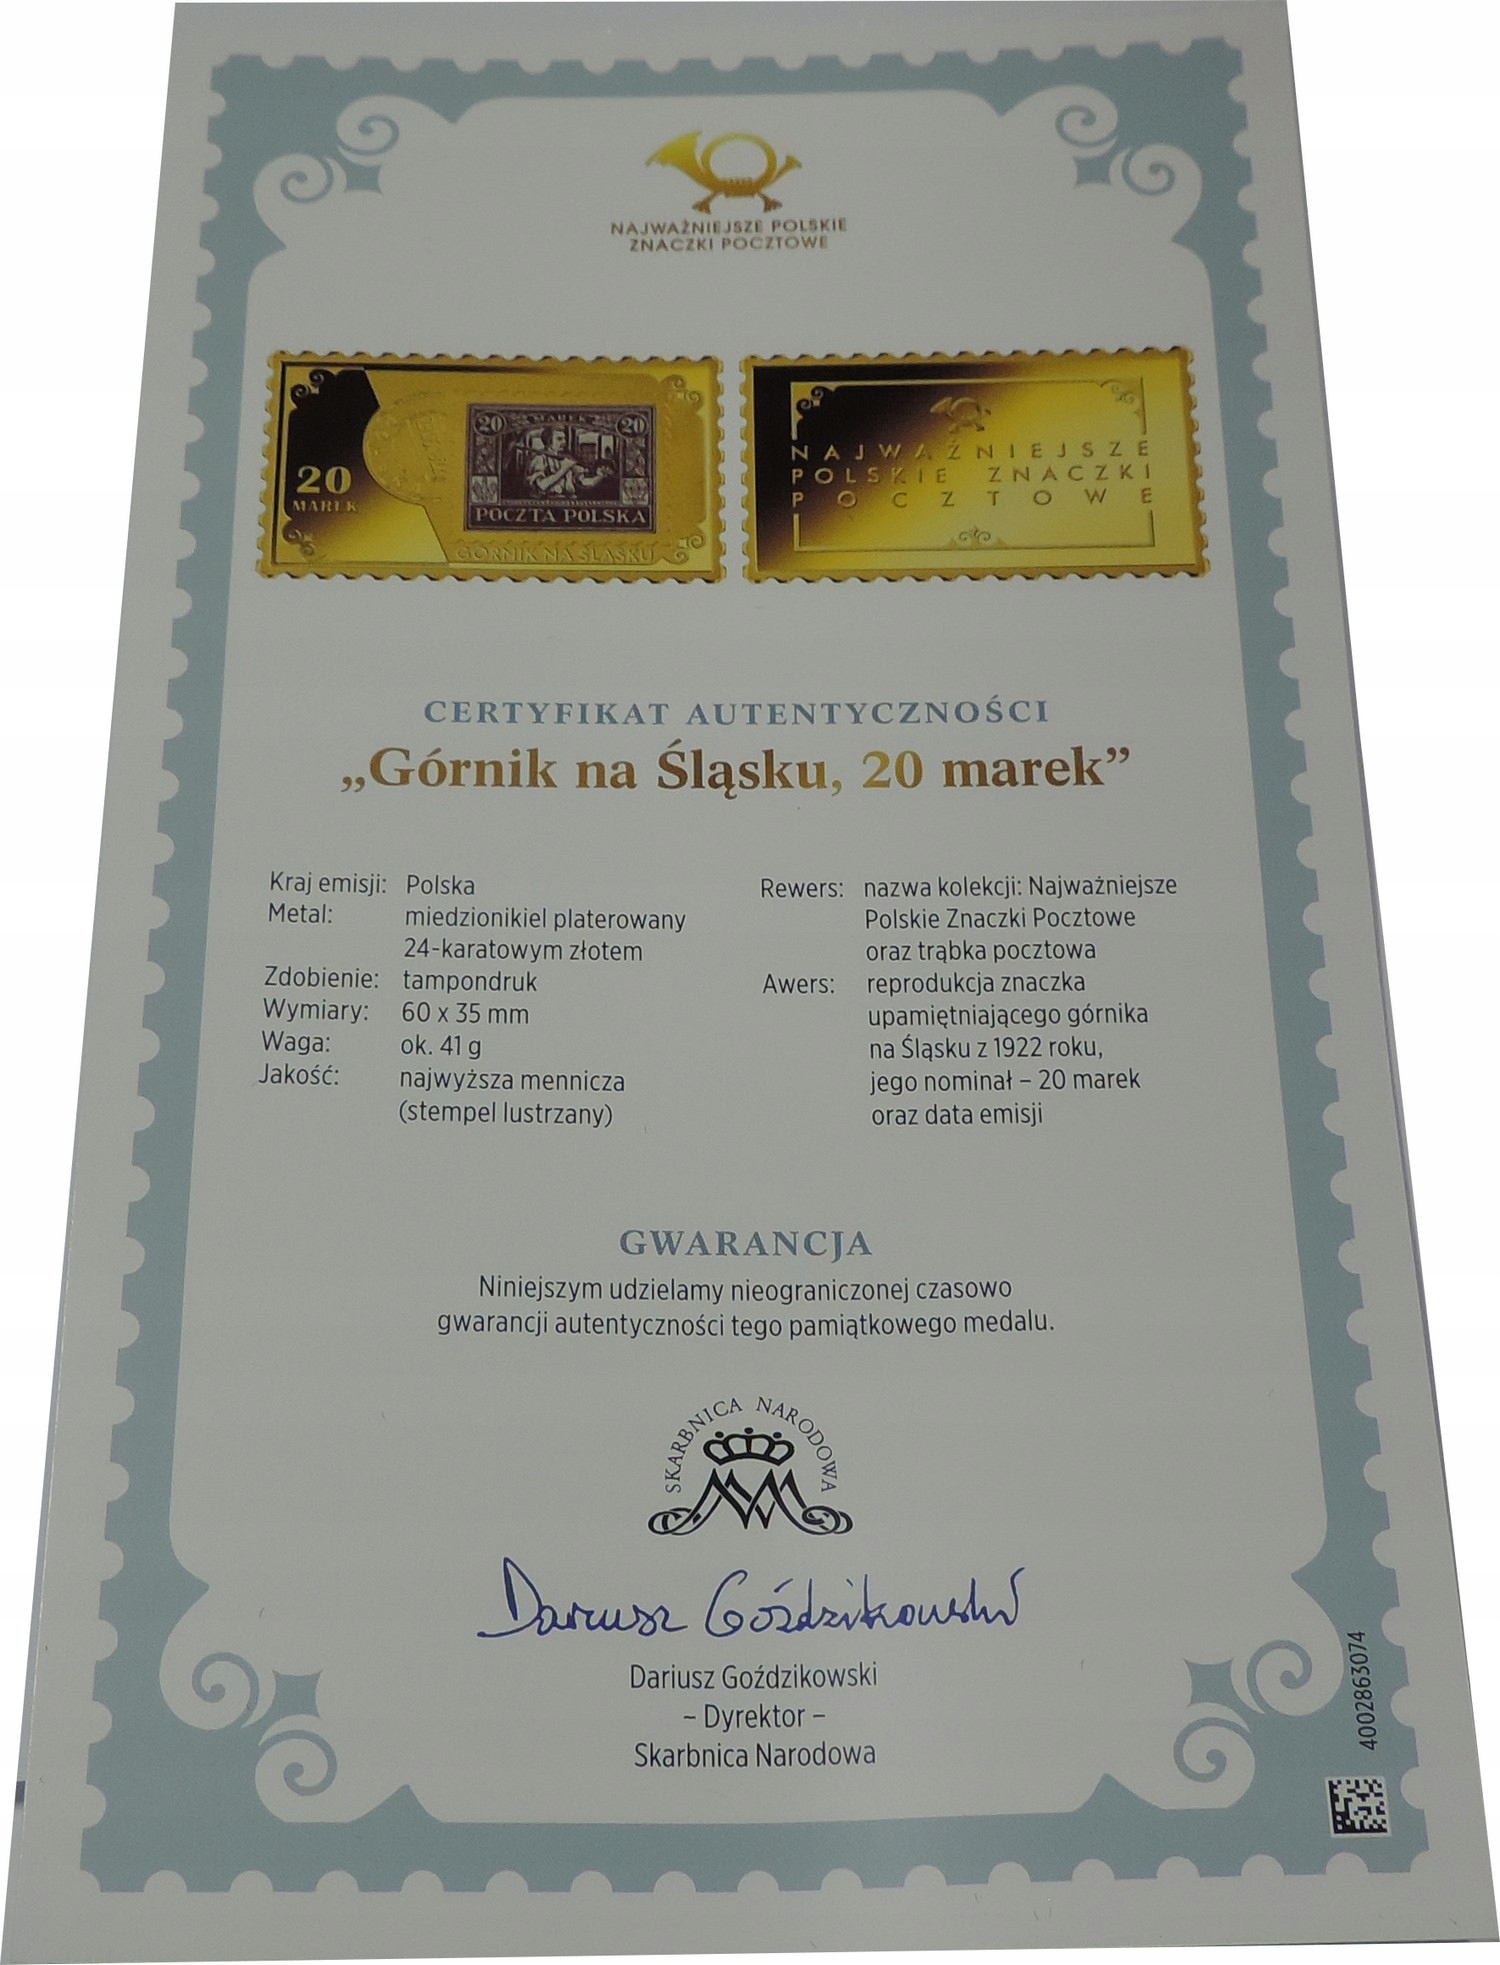 NAJWAŻNIEJSZE POLSKIE
ZNACZKI POCZTOWE
20
MAREK
20 MAREK 20
POCZTA POLSKA
GÓRNIK NA ŚLĄSKU
NAJWAŻNIEJSZE
POLSKIE ZNACZKI
POCZTOWE
CERTYFIKAT AUTENTYCZNOŚCI
„Górnik na Śląsku, 20 marek”
Kraj emisji: Polska
Metal: miedzionikiel platerowany
24-karatowym złotem
Zdobienie: tampondruk
Wymiary: 60 x 35 mm
Waga: ok. 41 g
Jakość: najwyższa mennicza
(stempel lustrzany)
Rewers: nazwa kolekcji: Najważniejsze
Polskie Znaczki Pocztowe
oraz trąbka pocztowa
Awers: reprodukcja znaczka
upamiętniającego górnika
na Śląsku z 1922 roku,
jego nominał – 20 marek
oraz data emisji
GWARANCJA
Niniejszym udzielamy nieograniczonej czasowo
gwarancji autentyczności tego pamiątkowego medalu.
SKARBNICA NARODOWA
Dariusz Goździkowski
Dariusz Goździkowski
– Dyrektor –
Skarbnica Narodowa
4002863074